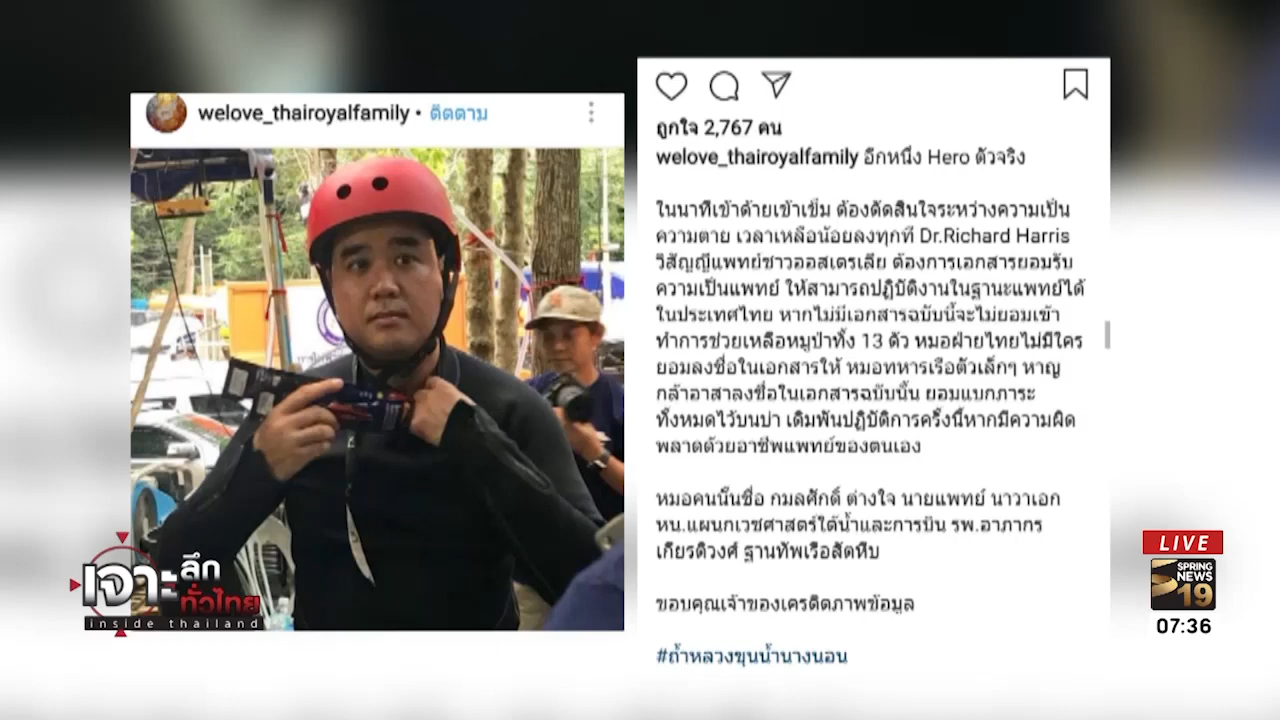 welove_thairoyalfamily • ติดตาม
ถูกใจ 2,767 คน
welove_thairoyalfamily อีกหนึ่ง Hero ตัวจริง
ในนาทีเข้าด้ายเข้าเข็ม ต้องตัดสินใจระหว่างความเป็น
ความตาย เวลาเหลือน้อยลงทุกที Dr.Richard Harris
วิสัญญีแพทย์ชาวออสเตรเลีย ต้องการเอกสารยอมรับ
ความเป็นแพทย์ ให้สามารถปฏิบัติงานในฐานะแพทย์ได้
ในประเทศไทย หากไม่มีเอกสารฉบับนี้จะไม่ยอมเข้า
ทำการช่วยเหลือหมูป่าทั้ง 13 ตัว หมอฝ่ายไทยไม่มีใคร
ยอมลงชื่อในเอกสารให้ หมอทหารเรือตัวเล็กๆ หาญ
กล้าอาสาลงชื่อในเอกสารฉบับนั้น ยอมแบกภาระ
ทั้งหมดไว้บนบ่า เดิมพันปฏิบัติการครั้งนี้หากมีความผิด
พลาดด้วยอาชีพแพทย์ของตนเอง
หมอคนนั้นชื่อ กมลศักดิ์ ต่างใจ นายแพทย์ นาวาเอก
หน.แผนกเวชศาสตร์ใต้น้ำและการบิน รพ.อาภากร
เกียรติวงศ์ ฐานทัพเรือสัตหีบ
ขอบคุณเจ้าของเครดิตภาพข้อมูล
#ถ้ำหลวงขุนน้ำนางนอน
เจาะลึก
ทั่วไทย
inside thailand
LIVE
SPRING
NEWS
19
07:36